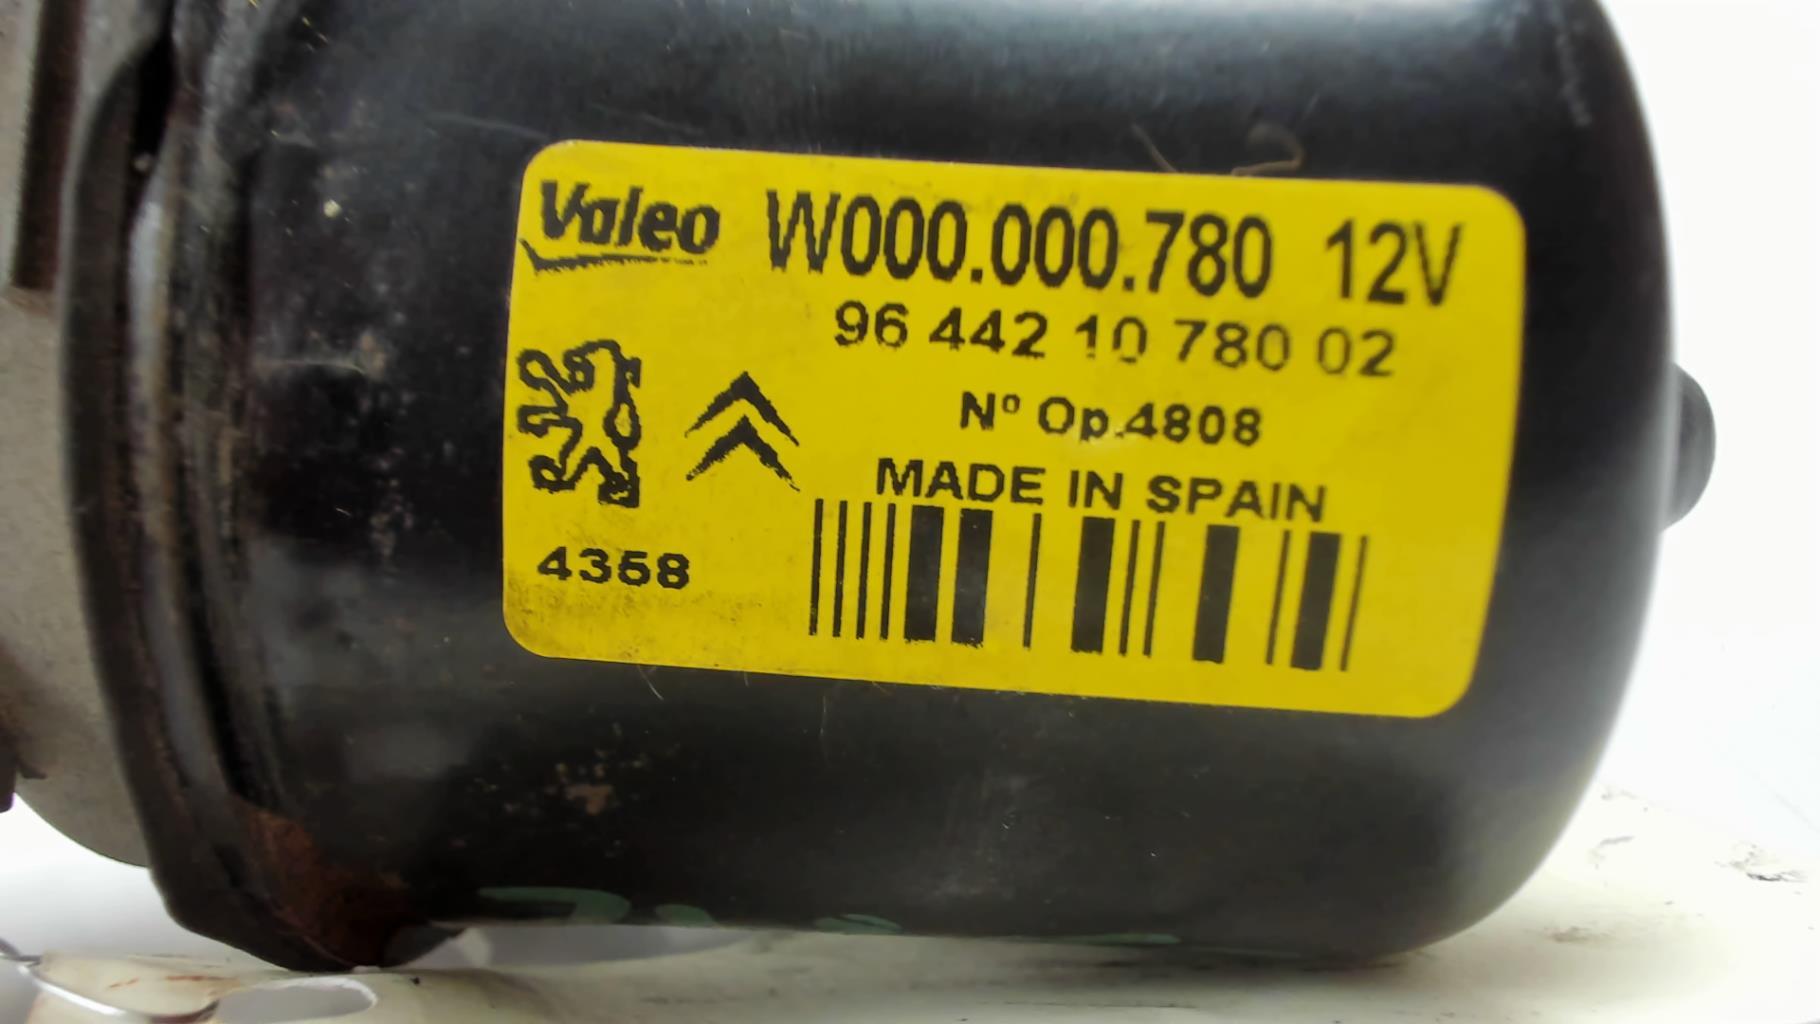 Valeo W000.000.780 12V
96 442 10 780 02
Nº Op.4808
MADE IN SPAIN
4358